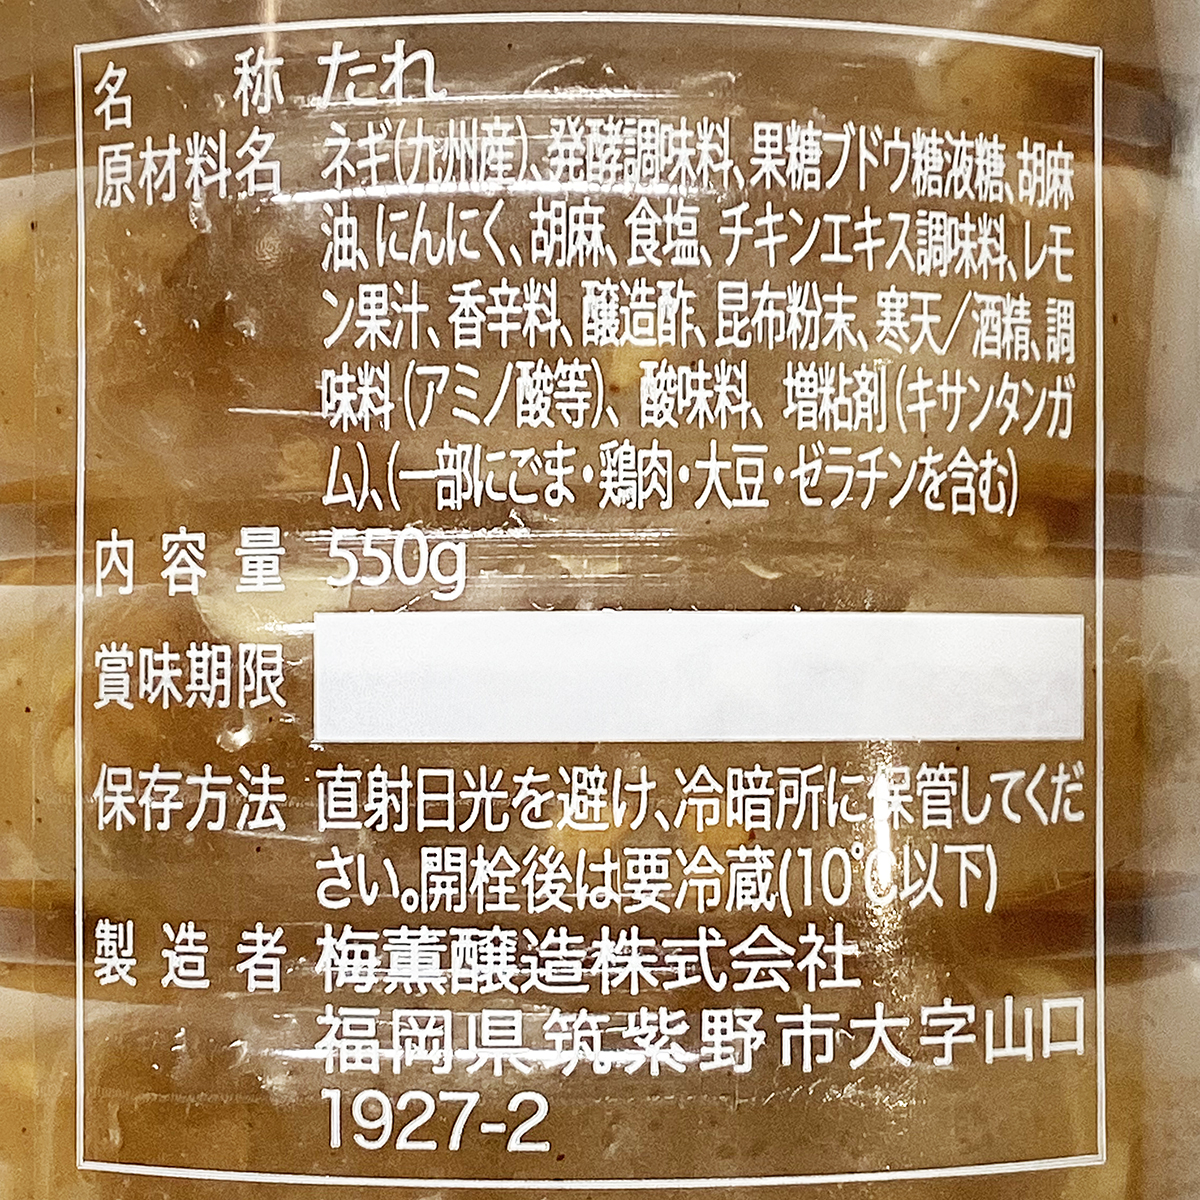 名称 たれ
原材料名 ネギ(九州産)、発酵調味料、果糖ブドウ糖液糖、胡麻
油、にんにく、胡麻、食塩、チキンエキス調味料、レモ
ン果汁、香辛料、醸造酢、昆布粉末、寒天/酒精、調
味料(アミノ酸等)、酸味料、増粘剤(キサンタンガ
ム)、(一部にごま・鶏肉・大豆・ゼラチンを含む)
内容量 550g
賞味期限
保存方法 直射日光を避け、冷暗所に保管してくだ
さい。開栓後は要冷蔵(10℃以下)
製造者 梅薫醸造株式会社
福岡県筑紫野市大字山口
1927-2